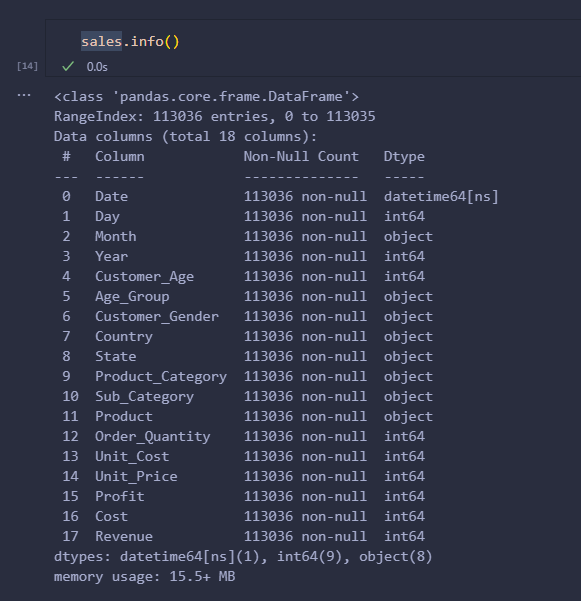 sales.info()
[14]
0.0s
...
<class 'pandas.core.frame.DataFrame'>
RangeIndex: 113036 entries, 0 to 113035
Data columns (total 18 columns):
 #   Column            Non-Null Count   Dtype
---  ------            --------------   -----
 0   Date              113036 non-null  datetime64[ns]
 1   Day               113036 non-null  int64
 2   Month             113036 non-null  object
 3   Year              113036 non-null  int64
 4   Customer_Age      113036 non-null  int64
 5   Age_Group         113036 non-null  object
 6   Customer_Gender   113036 non-null  object
 7   Country           113036 non-null  object
 8   State             113036 non-null  object
 9   Product_Category  113036 non-null  object
 10  Sub_Category      113036 non-null  object
 11  Product           113036 non-null  object
 12  Order_Quantity    113036 non-null  int64
 13  Unit_Cost         113036 non-null  int64
 14  Unit_Price        113036 non-null  int64
 15  Profit            113036 non-null  int64
 16  Cost              113036 non-null  int64
 17  Revenue           113036 non-null  int64
dtypes: datetime64[ns](1), int64(9), object(8)
memory usage: 15.5+ MB